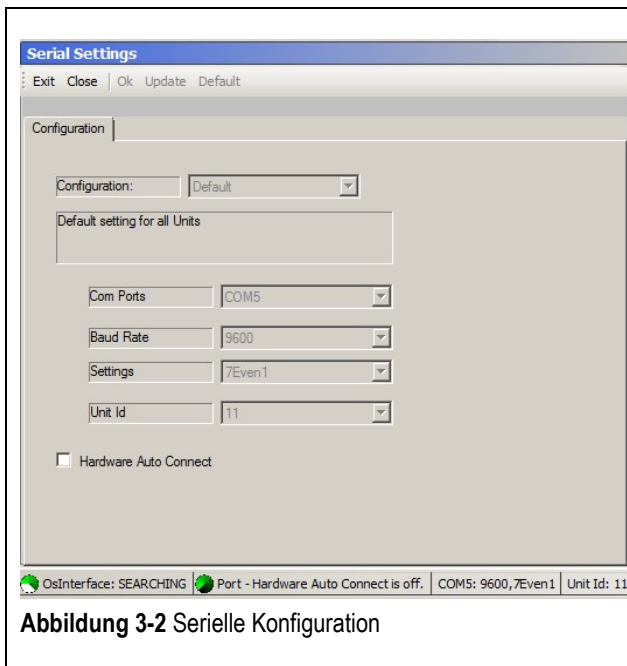 Serial Settings
Exit Close Ok Update Default
Configuration
Configuration: Default
Default setting for all Units
Com Ports COM5
Baud Rate 9600
Settings 7Even1
Unit Id 11
Hardware Auto Connect
OsInterface: SEARCHING Port - Hardware Auto Connect is off. COM5: 9600,7Even1 Unit Id: 11
Abbildung 3-2 Serielle Konfiguration